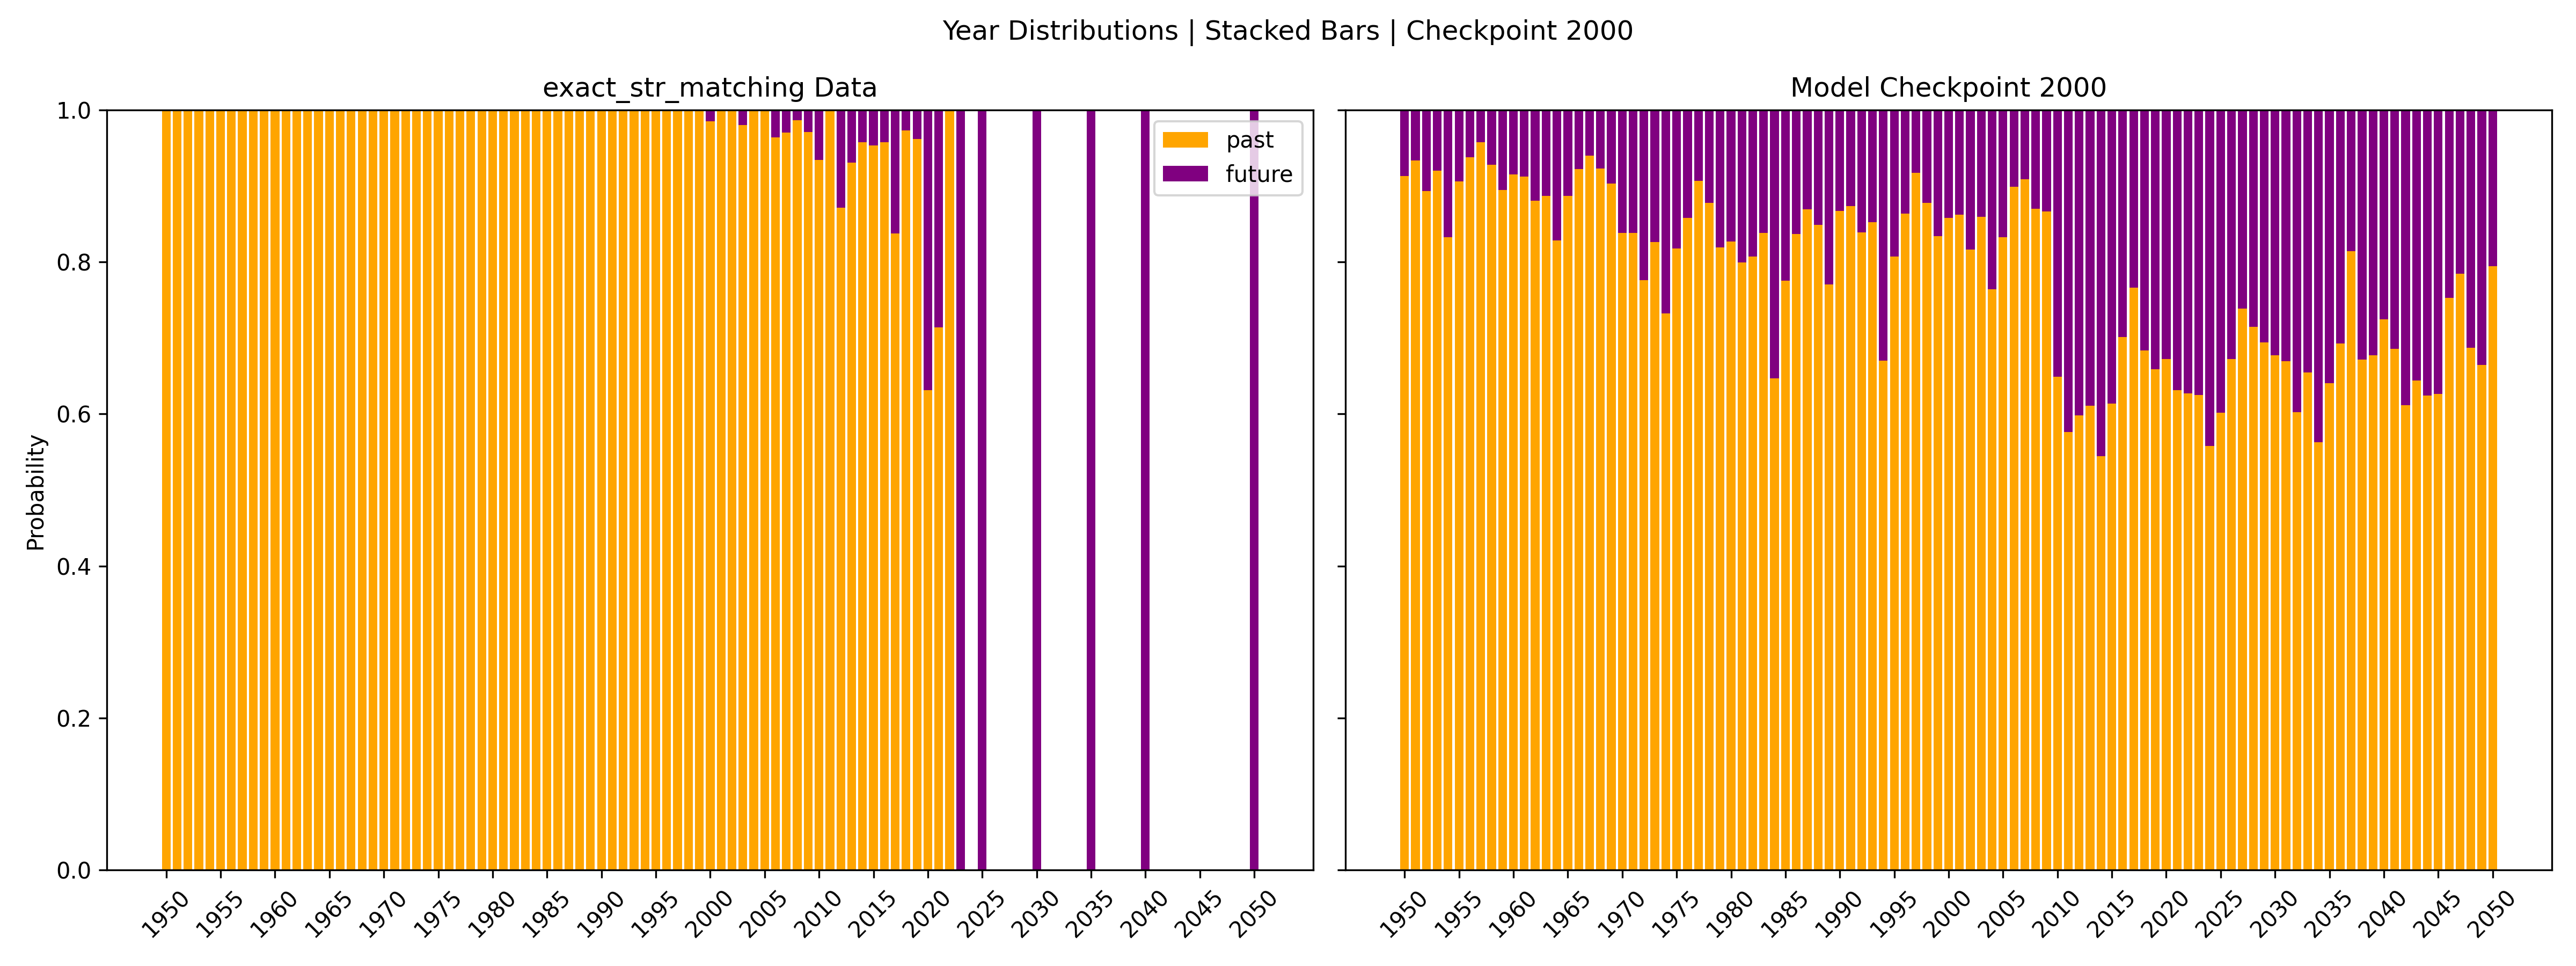 Year Distributions | Stacked Bars | Checkpoint 2000
exact_str_matching Data
past
future
Probability
1.0
0.8
0.6
0.4
0.2
0.0
1950 1955 1960 1965 1970 1975 1980 1985 1990 1995 2000 2005 2010 2015 2020 2025 2030 2035 2040 2045 2050
Model Checkpoint 2000
1950 1955 1960 1965 1970 1975 1980 1985 1990 1995 2000 2005 2010 2015 2020 2025 2030 2035 2040 2045 2050